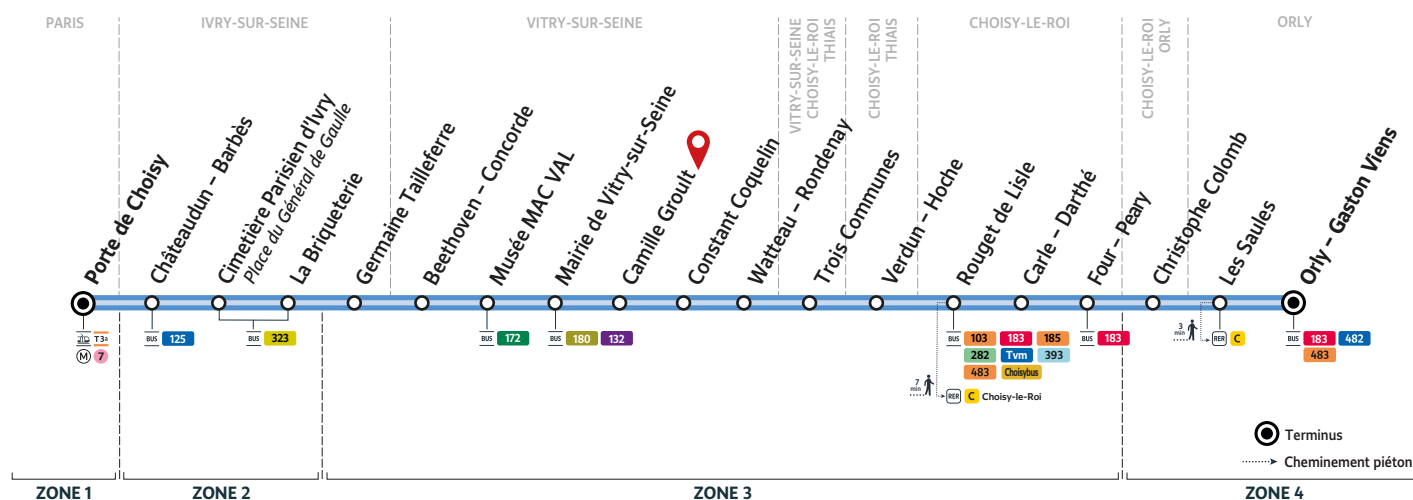 PARIS
IVRY-SUR-SEINE
VITRY-SUR-SEINE
VITRY-SUR-SEINE
CHOISY-LE-ROI
THIAIS
CHOISY-LE-ROI
THIAIS
CHOISY-LE-ROI
CHOISY-LE-ROI
ORLY
ORLY
Porte de Choisy
Châteaudun – Barbès
Cimetière Parisien d'Ivry
Place du Général de Gaulle
La Briqueterie
Germaine Tailleferre
Beethoven – Concorde
Musée MAC VAL
Mairie de Vitry-sur-Seine
Camille Groult
Constant Coquelin
Watteau – Rondenay
Trois Communes
Verdun – Hoche
Rouget de Lisle
Carle – Darthé
Four – Peary
Christophe Colomb
Les Saules
Orly – Gaston Viens
T3a
M 7
BUS 125
BUS 323
BUS 172
BUS 180 132
BUS 103 183 185
282 Tvm 393
483 Choisybus
7
min
RER C Choisy-le-Roi
BUS 183
3
min
RER C
BUS 183 482
483
Terminus
Cheminement piéton
ZONE 1
ZONE 2
ZONE 3
ZONE 4